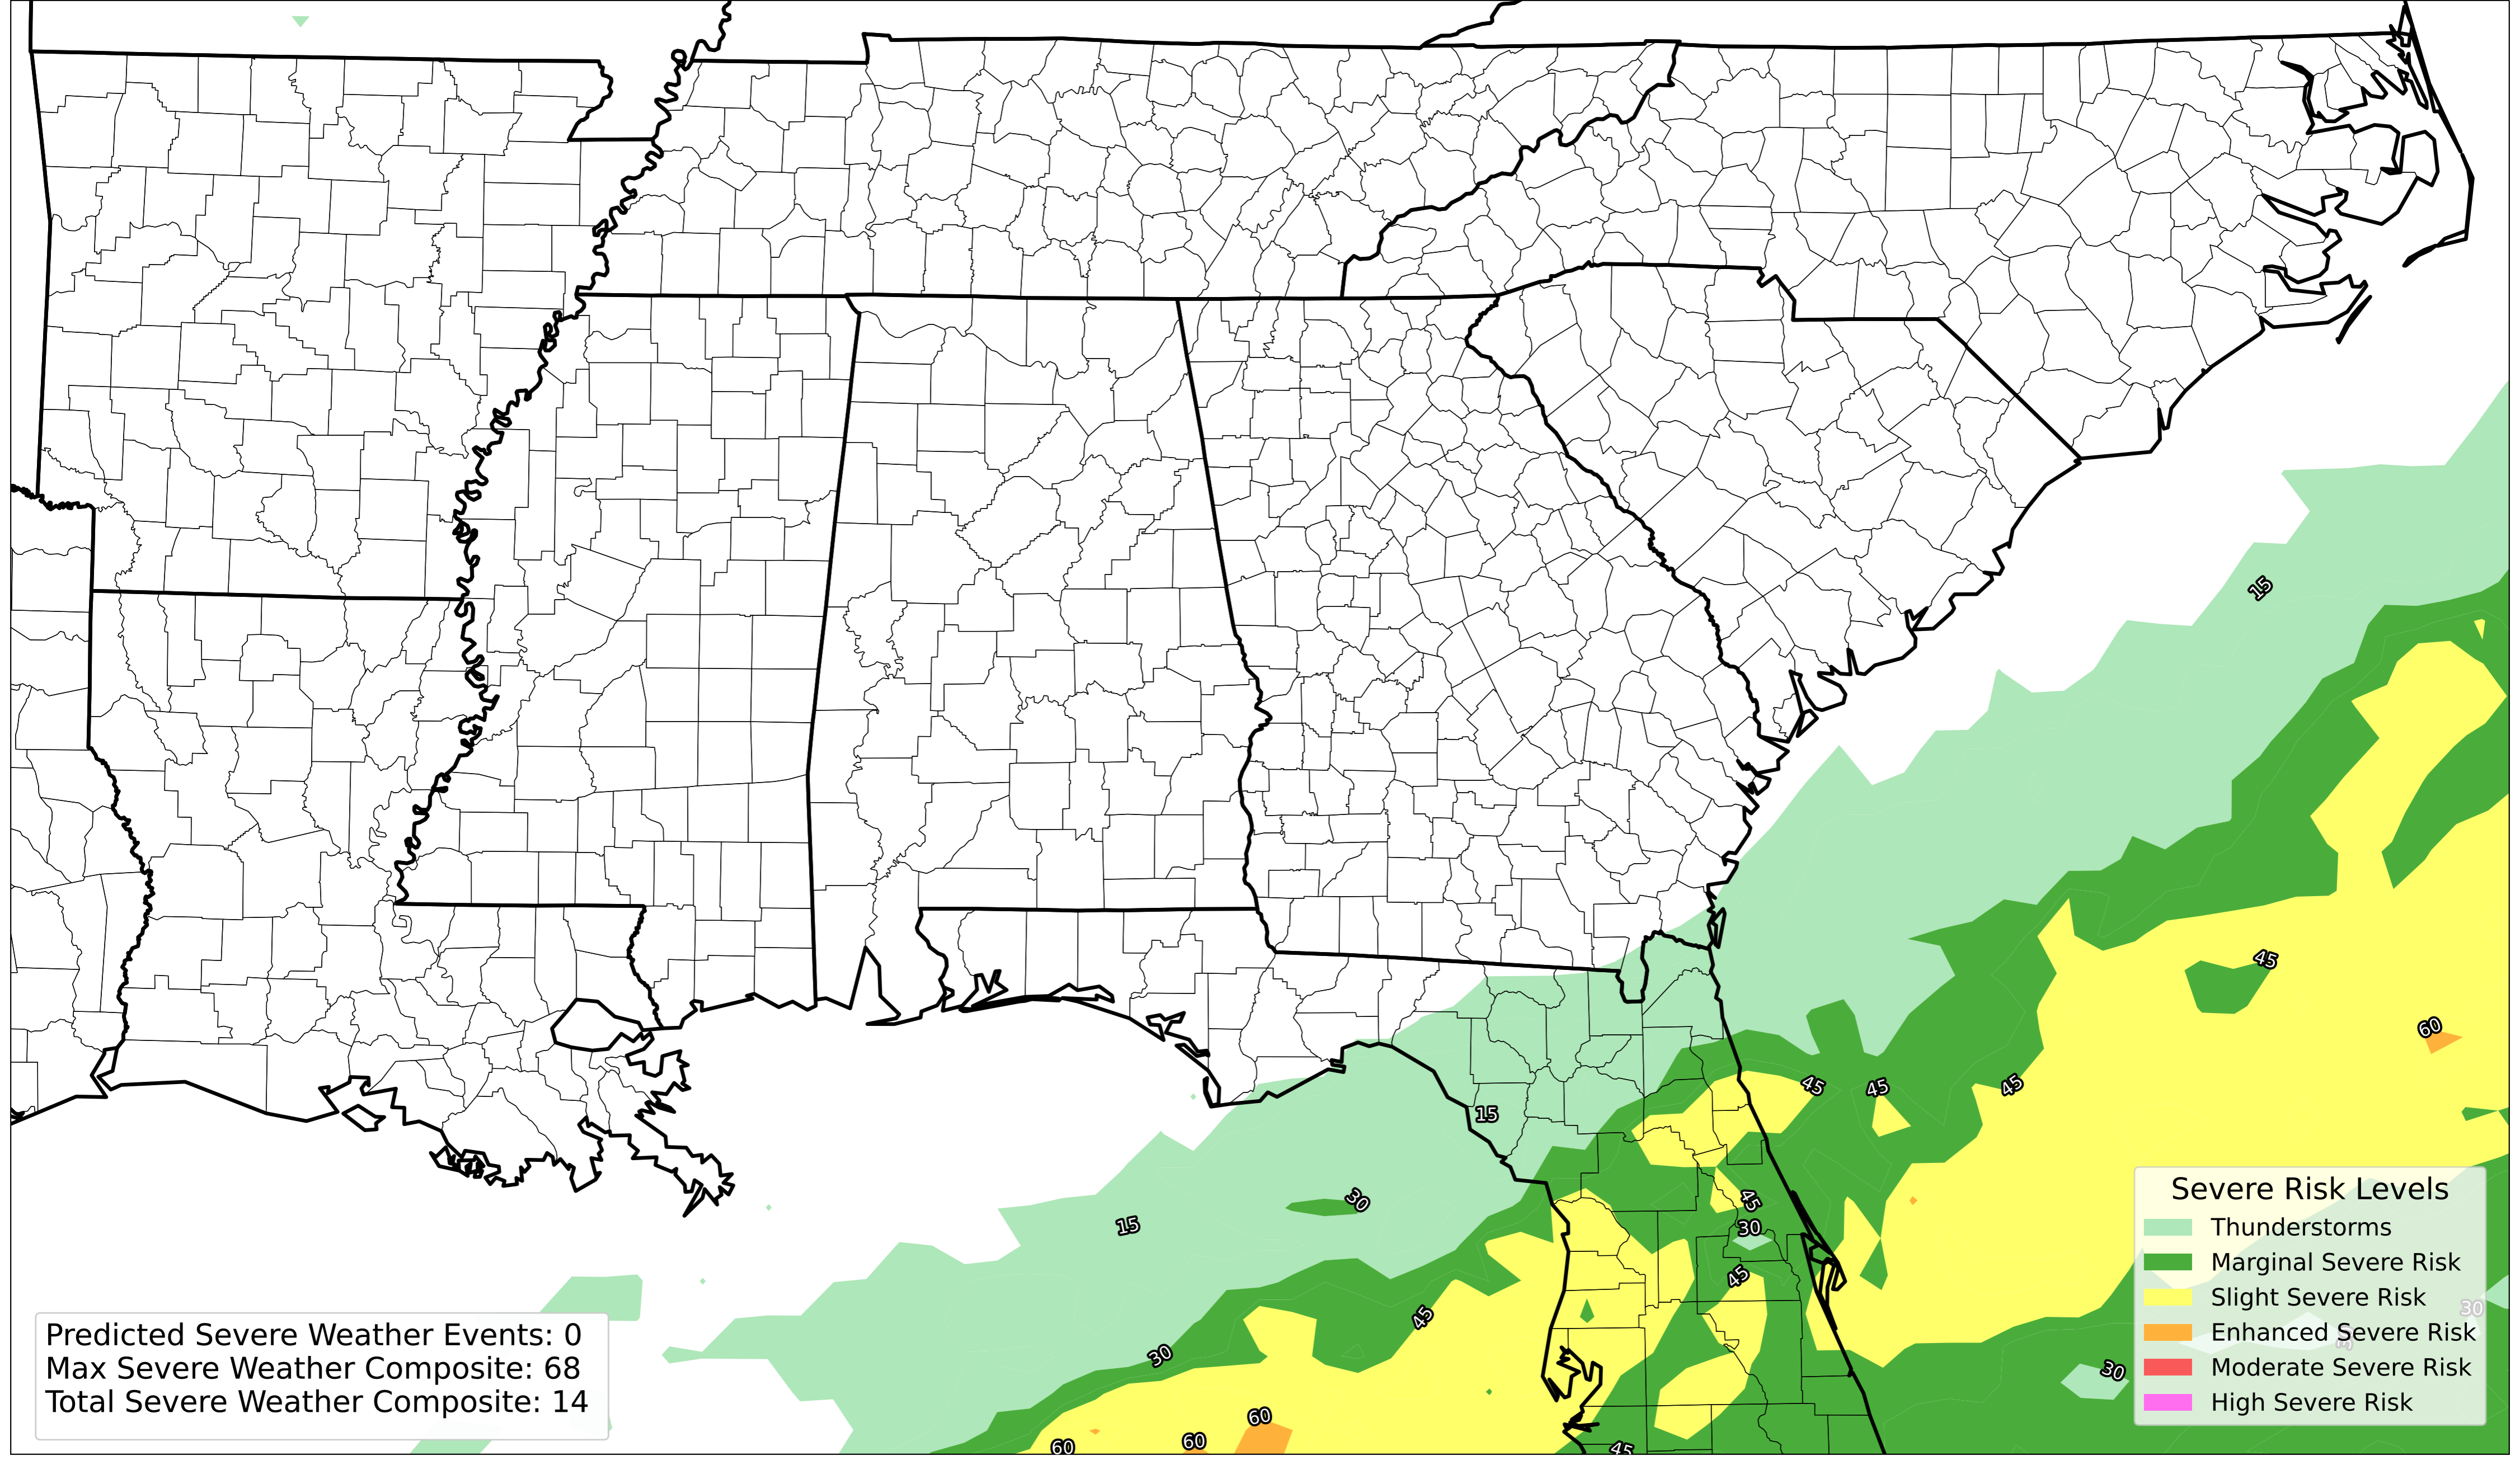 15
45
60
45
45
45
15
45
30
30
15
45
45
30
30
30
60
60
60
45
Severe Risk Levels
Thunderstorms
Marginal Severe Risk
Slight Severe Risk
Enhanced Severe Risk
Moderate Severe Risk
High Severe Risk
Predicted Severe Weather Events: 0
Max Severe Weather Composite: 68
Total Severe Weather Composite: 14